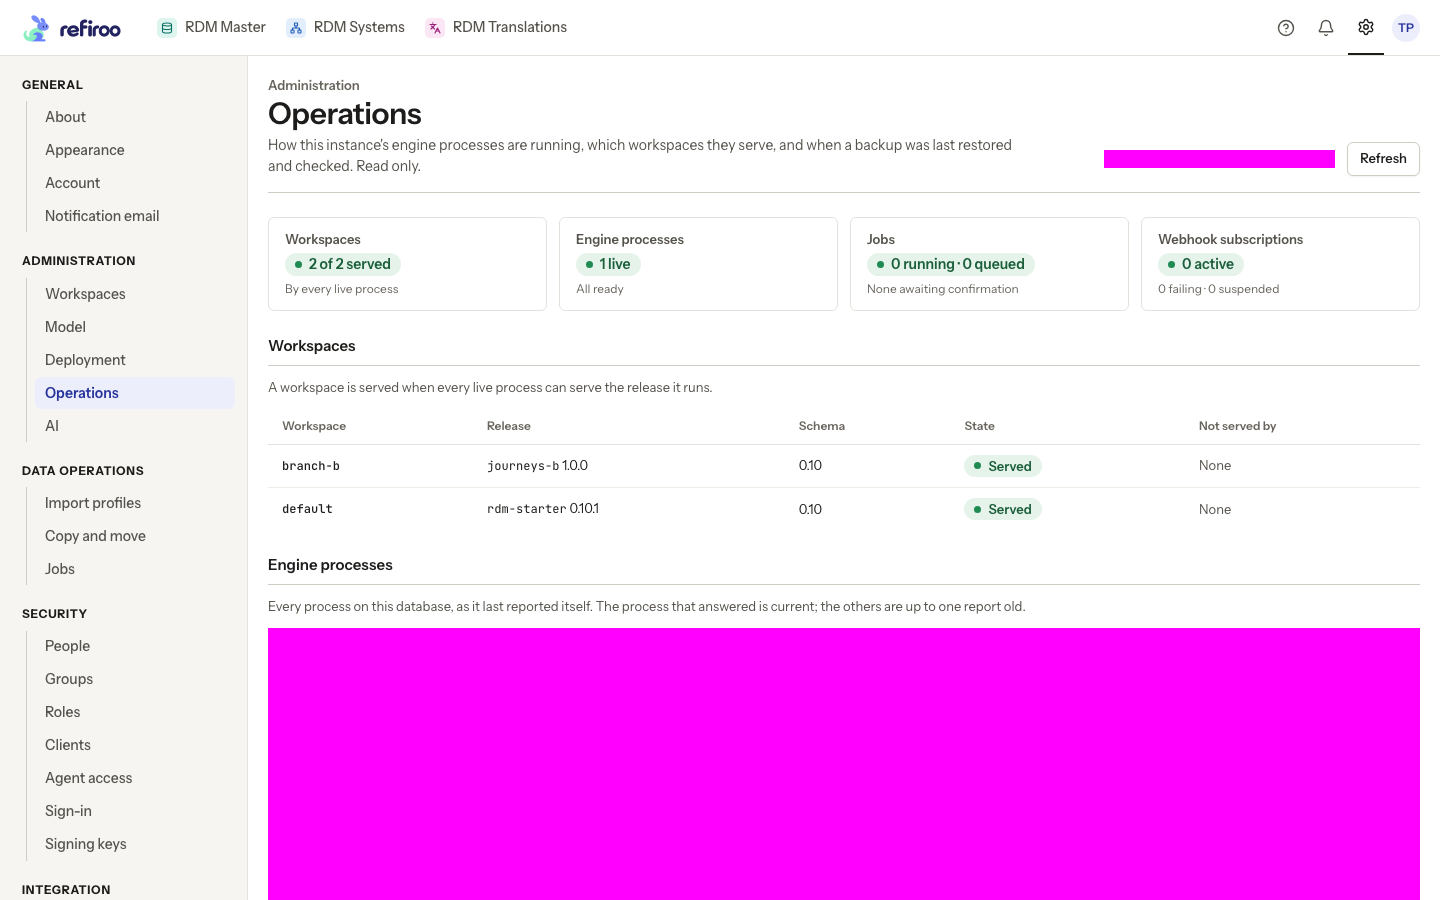 refiroo
RDM Master
RDM Systems
RDM Translations
TP
GENERAL
About
Appearance
Account
Notification email
ADMINISTRATION
Workspaces
Model
Deployment
Operations
AI
DATA OPERATIONS
Import profiles
Copy and move
Jobs
SECURITY
People
Groups
Roles
Clients
Agent access
Sign-in
Signing keys
INTEGRATION
Administration
Operations
How this instance's engine processes are running, which workspaces they serve, and when a backup was last restored
and checked. Read only.
Refresh
Workspaces
2 of 2 served
By every live process
Engine processes
1 live
All ready
Jobs
0 running · 0 queued
None awaiting confirmation
Webhook subscriptions
0 active
0 failing · 0 suspended
Workspaces
A workspace is served when every live process can serve the release it runs.
Workspace Release Schema State Not served by
branch-b journeys-b 1.0.0 0.10 Served None
default rdm-starter 0.10.1 0.10 Served None
Engine processes
Every process on this database, as it last reported itself. The process that answered is current; the others are up to one report old.